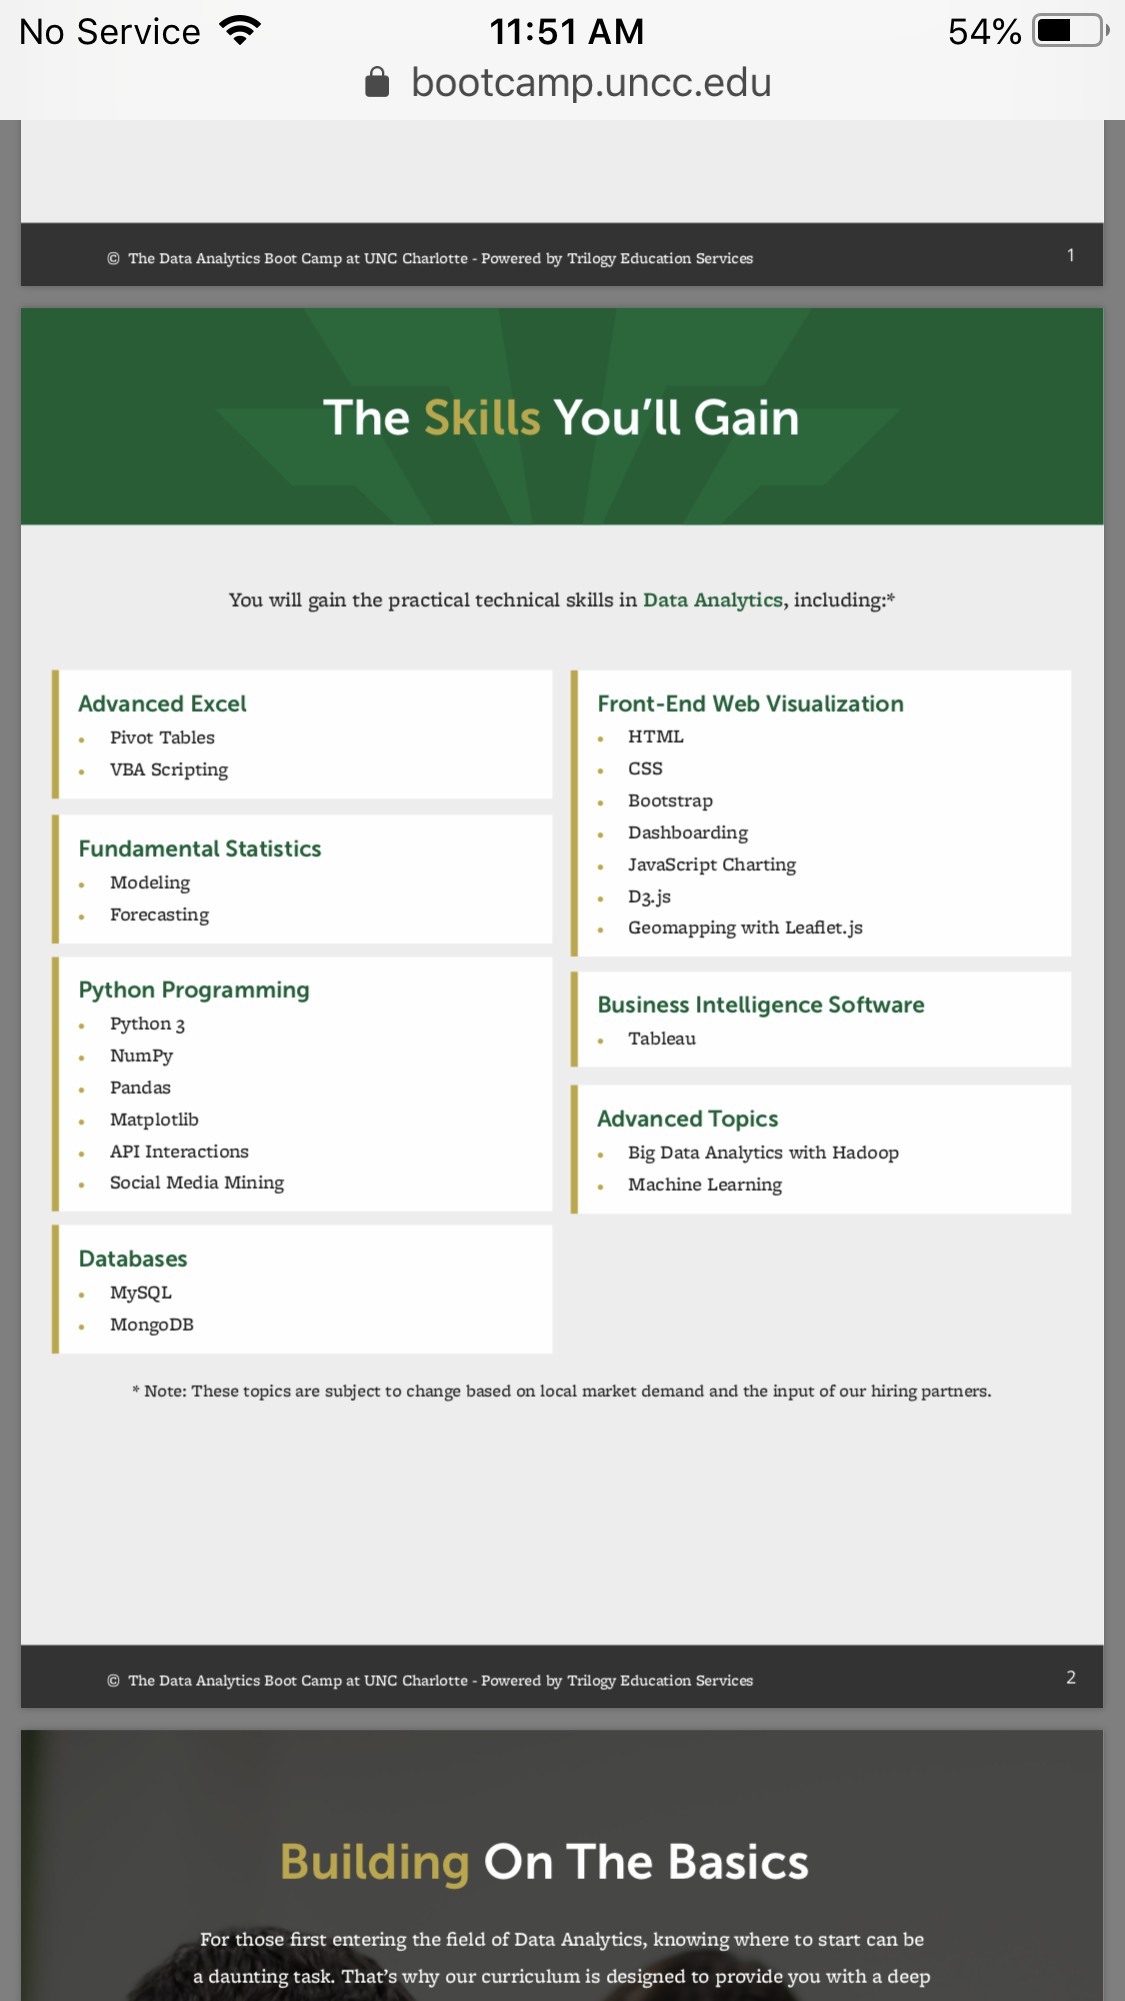 No Service 11:51 AM 54%
bootcamp.uncc.edu
© The Data Analytics Boot Camp at UNC Charlotte - Powered by Trilogy Education Services 1
The Skills You’ll Gain
You will gain the practical technical skills in Data Analytics, including:*
Advanced Excel
• Pivot Tables
• VBA Scripting
Fundamental Statistics
• Modeling
• Forecasting
Python Programming
• Python 3
• NumPy
• Pandas
• Matplotlib
• API Interactions
• Social Media Mining
Databases
• MySQL
• MongoDB
Front-End Web Visualization
• HTML
• CSS
• Bootstrap
• Dashboarding
• JavaScript Charting
• D3.js
• Geomapping with Leaflet.js
Business Intelligence Software
• Tableau
Advanced Topics
• Big Data Analytics with Hadoop
• Machine Learning
* Note: These topics are subject to change based on local market demand and the input of our hiring partners.
© The Data Analytics Boot Camp at UNC Charlotte - Powered by Trilogy Education Services 2
Building On The Basics
For those first entering the field of Data Analytics, knowing where to start can be
a daunting task. That’s why our curriculum is designed to provide you with a deep